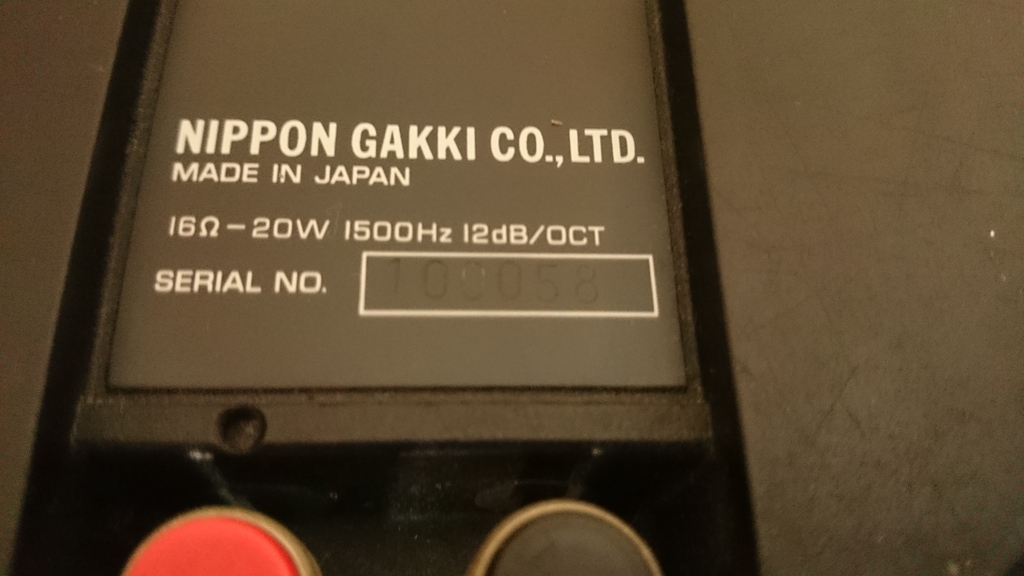 NIPPON GAKKI CO., LTD.
MADE IN JAPAN
16Ω-20W 1500Hz 12dB/OCT
SERIAL NO. 100058